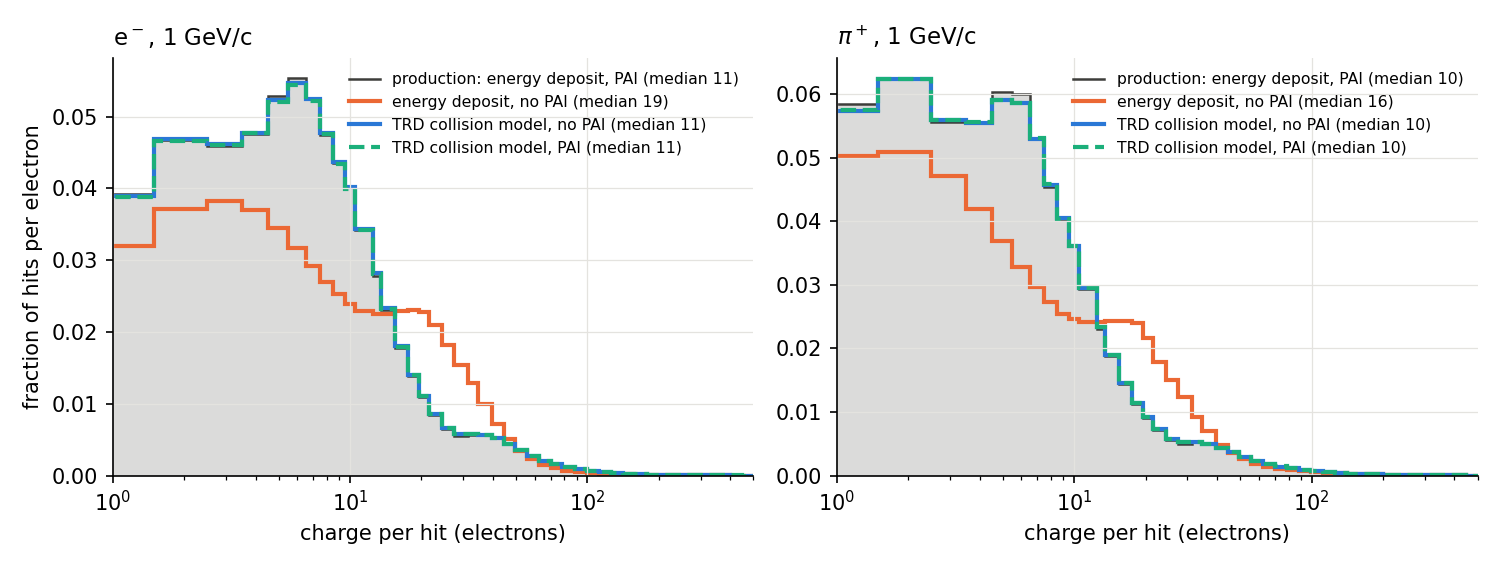 e⁻, 1 GeV/c
production: energy deposit, PAI (median 11)
energy deposit, no PAI (median 19)
TRD collision model, no PAI (median 11)
TRD collision model, PAI (median 11)
fraction of hits per electron
0.05
0.04
0.03
0.02
0.01
0.00
10⁰ 10¹ 10²
charge per hit (electrons)
π⁺, 1 GeV/c
production: energy deposit, PAI (median 10)
energy deposit, no PAI (median 16)
TRD collision model, no PAI (median 10)
TRD collision model, PAI (median 10)
0.06
0.05
0.04
0.03
0.02
0.01
0.00
10⁰ 10¹ 10²
charge per hit (electrons)